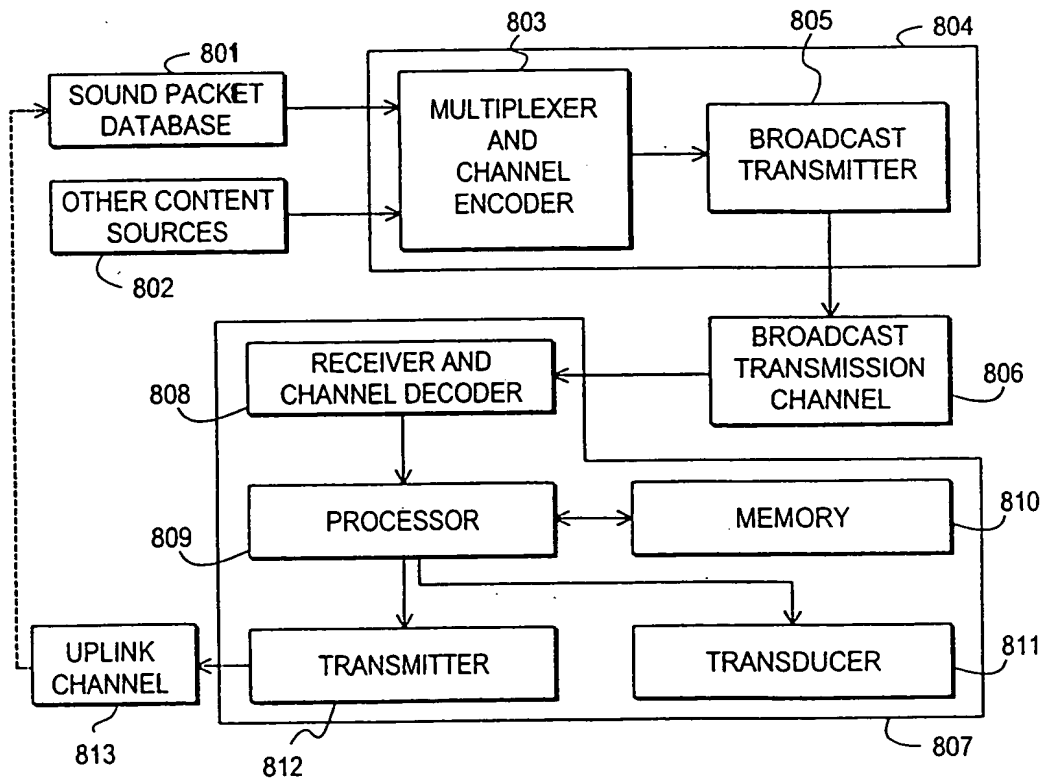 803
805
804
801
SOUND PACKET
DATABASE
MULTIPLEXER
AND
CHANNEL
ENCODER
BROADCAST
TRANSMITTER
OTHER CONTENT
SOURCES
802
RECEIVER AND
CHANNEL DECODER
808
BROADCAST
TRANSMISSION
CHANNEL
806
PROCESSOR
809
MEMORY
810
UPLINK
CHANNEL
813
TRANSMITTER
812
TRANSDUCER
811
807